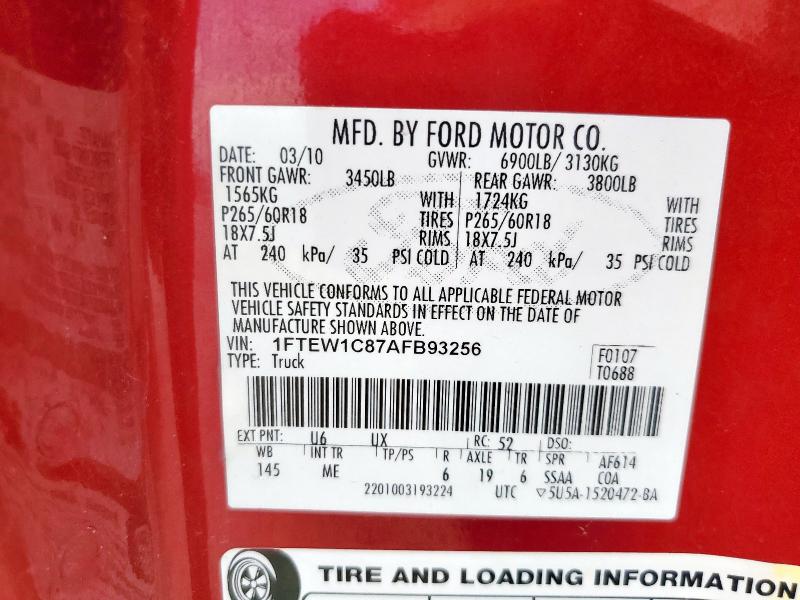 MFD. BY FORD MOTOR CO.
DATE: 03/10 GVWR: 6900LB/ 3130KG
FRONT GAWR: 3450LB REAR GAWR: 3800LB
1565KG WITH 1724KG WITH
P265/60R18 TIRES P265/60R18 TIRES
18X7.5J RIMS 18X7.5J RIMS
AT 240 kPa/ 35 PSI COLD AT 240 kPa/ 35 PSI COLD
THIS VEHICLE CONFORMS TO ALL APPLICABLE FEDERAL MOTOR
VEHICLE SAFETY STANDARDS IN EFFECT ON THE DATE OF
MANUFACTURE SHOWN ABOVE.
VIN: 1FTEW1C87AFB93256
TYPE: Truck
F0107
T0688
EXT PNT: U6 UX RC: 52 DSO:
WB INT TR TP/PS R AXLE TR SPR AF614
145 ME 6 19 6 SSAA COA
2201003193224 UTC ▽5U5A-1520472-BA
TIRE AND LOADING INFORMATION